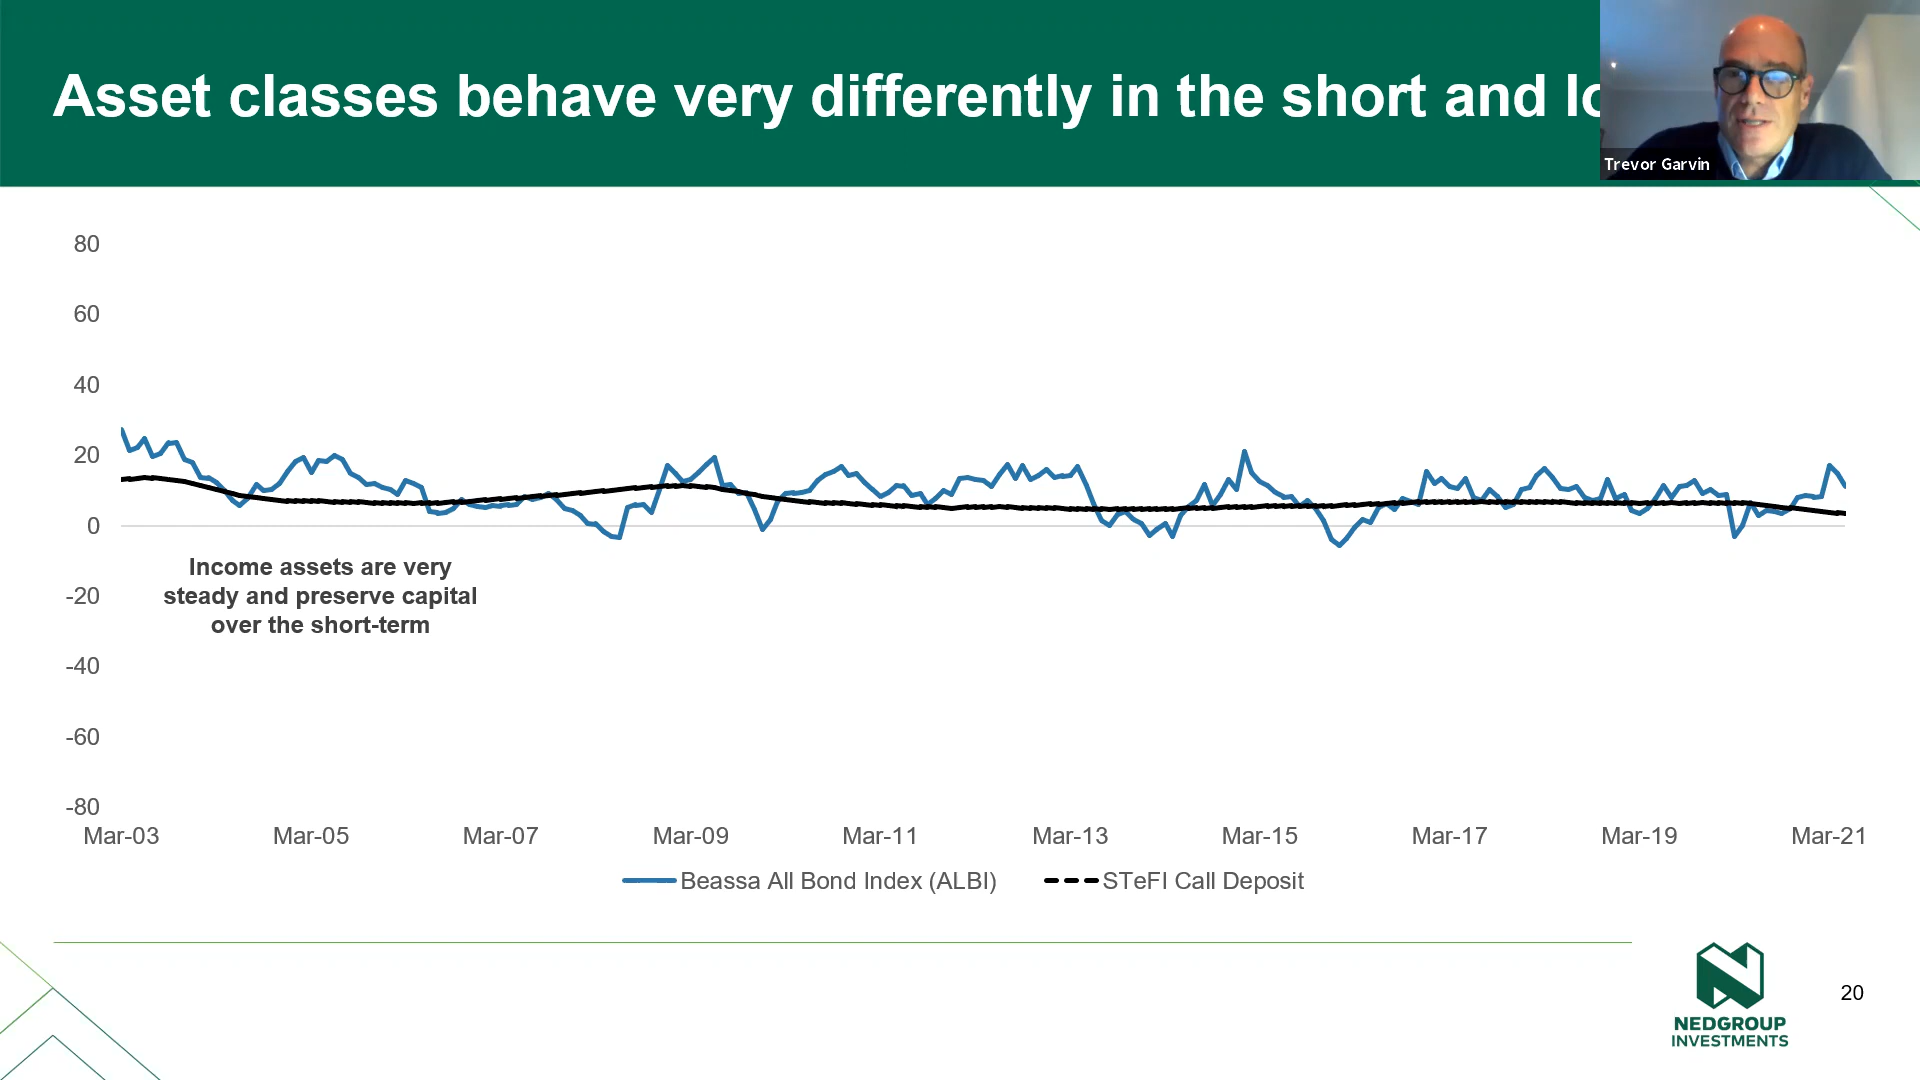 Asset classes behave very differently in the short and lo
Trevor Garvin
80
60
40
20
0
-20
-40
-60
-80
Income assets are very
steady and preserve capital
over the short-term
Mar-03 Mar-05 Mar-07 Mar-09 Mar-11 Mar-13 Mar-15 Mar-17 Mar-19 Mar-21
Beassa All Bond Index (ALBI) STeFI Call Deposit
NEDGROUP
INVESTMENTS
20